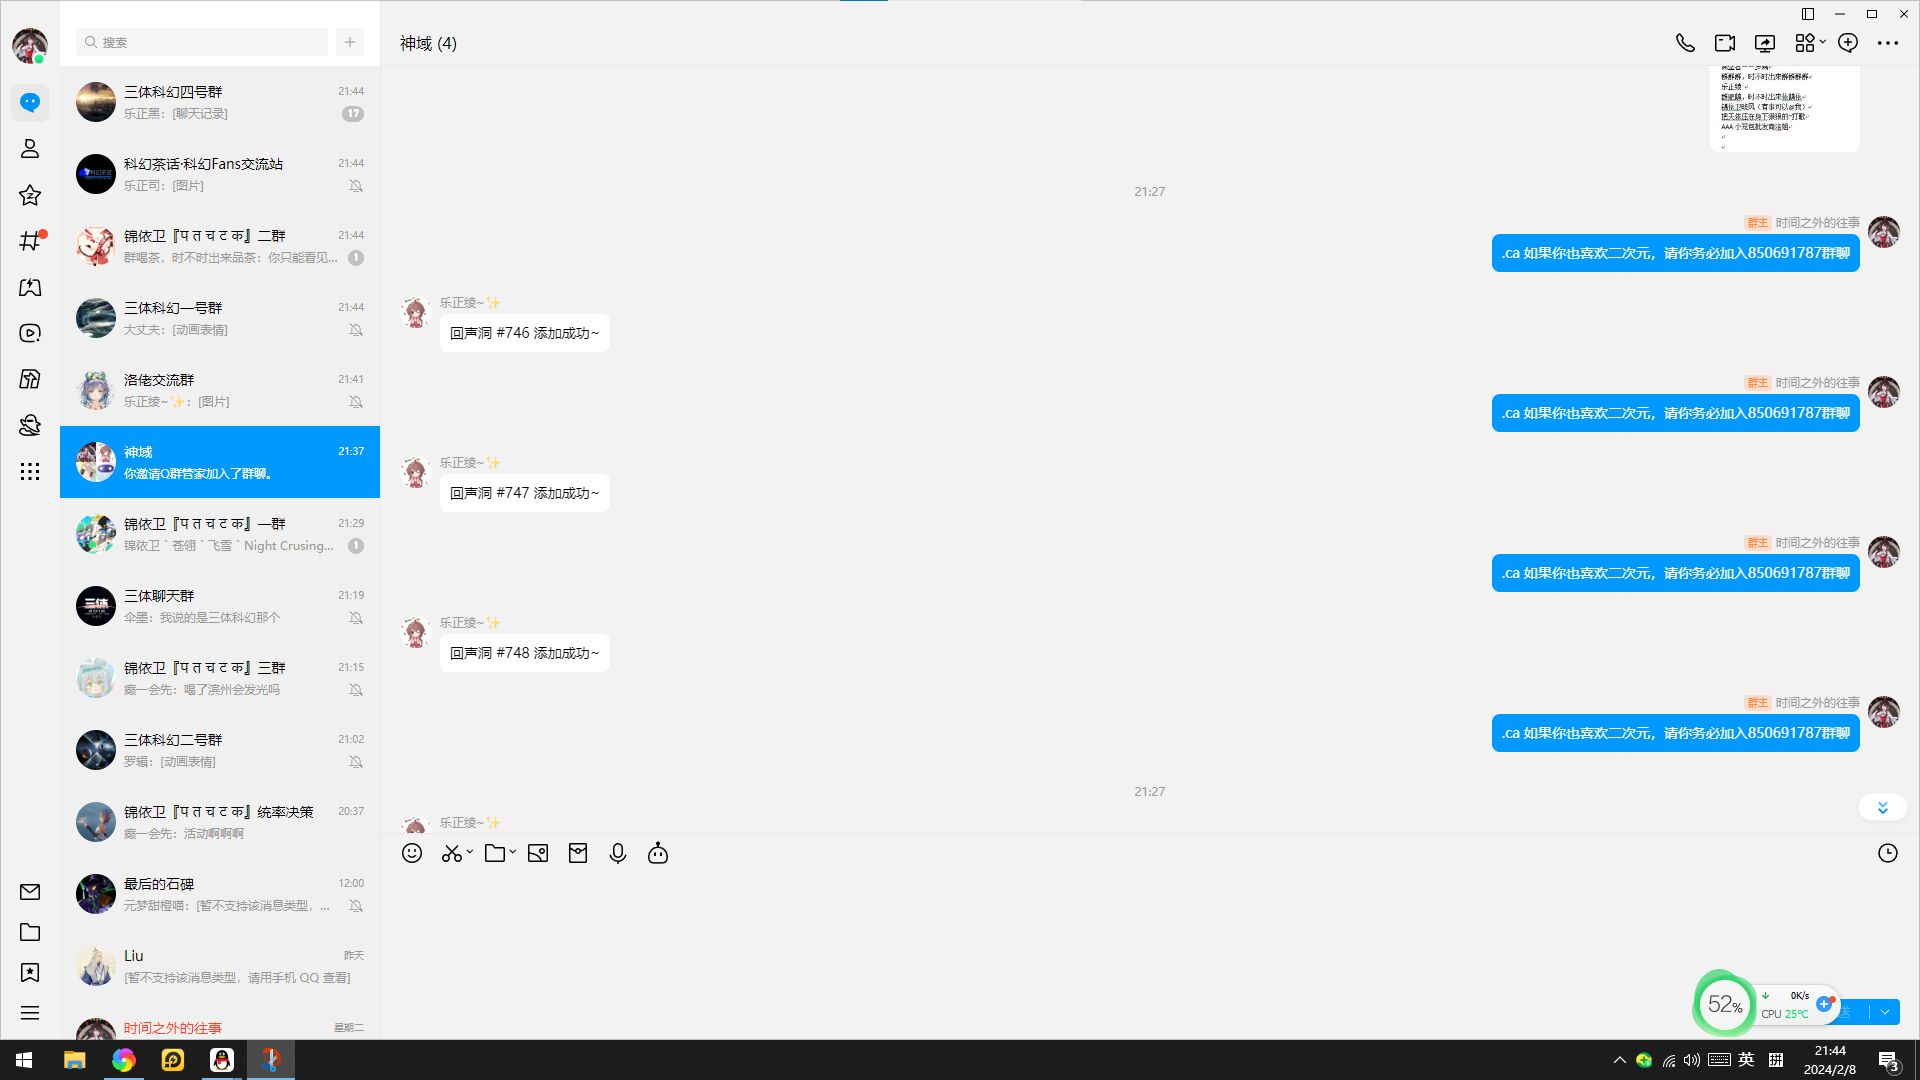 搜索
三体科幻四号群
21:44
乐正黑：[聊天记录]
17
科幻茶话·科幻Fans交流站
21:44
乐正司：[图片]
锦依卫『प त च ट क』二群
21:44
群喝茶，时不时出来品茶：你只能看见...
1
三体科幻一号群
21:44
大丈夫：[动画表情]
洛佬交流群
21:41
乐正绫~✨：[图片]
神域
21:37
你邀请Q群管家加入了群聊。
锦依卫『प त च ट क』一群
21:29
锦依卫｀苍翎｀飞雪｀Night Crusing...
1
三体聊天群
21:19
伞墨：我说的是三体科幻那个
锦依卫『प त च ट क』三群
21:15
癫一会先：喝了滨州会发光吗
三体科幻二号群
21:02
罗辑：[动画表情]
锦依卫『प त च ट क』统率决策
20:37
癫一会先：活动啊啊啊
最后的石碑
12:00
元梦甜橙喵：[暂不支持该消息类型，...
Liu
昨天
[暂不支持该消息类型，请用手机 QQ 查看]
时间之外的往事
星期二
神域 (4)
乐正绫
AAA 小笼包批发商洛姐
21:27
群主 时间之外的往事
.ca 如果你也喜欢二次元，请你务必加入850691787群聊
乐正绫~✨
回声洞 #746 添加成功~
群主 时间之外的往事
.ca 如果你也喜欢二次元，请你务必加入850691787群聊
乐正绫~✨
回声洞 #747 添加成功~
群主 时间之外的往事
.ca 如果你也喜欢二次元，请你务必加入850691787群聊
乐正绫~✨
回声洞 #748 添加成功~
群主 时间之外的往事
.ca 如果你也喜欢二次元，请你务必加入850691787群聊
21:27
乐正绫~✨
52%
0K/s
CPU 25℃
送
英
拼
21:44
2024/2/8
3